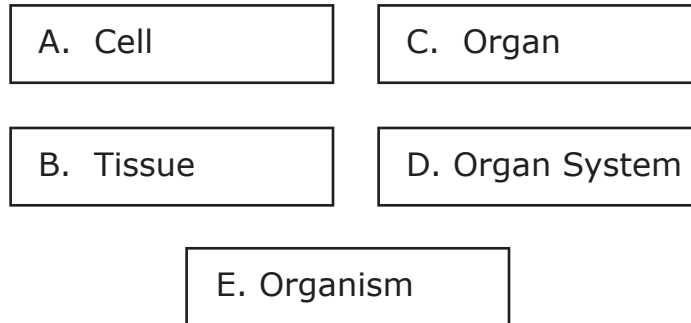 A. Cell
C. Organ
B. Tissue
D. Organ System
E. Organism